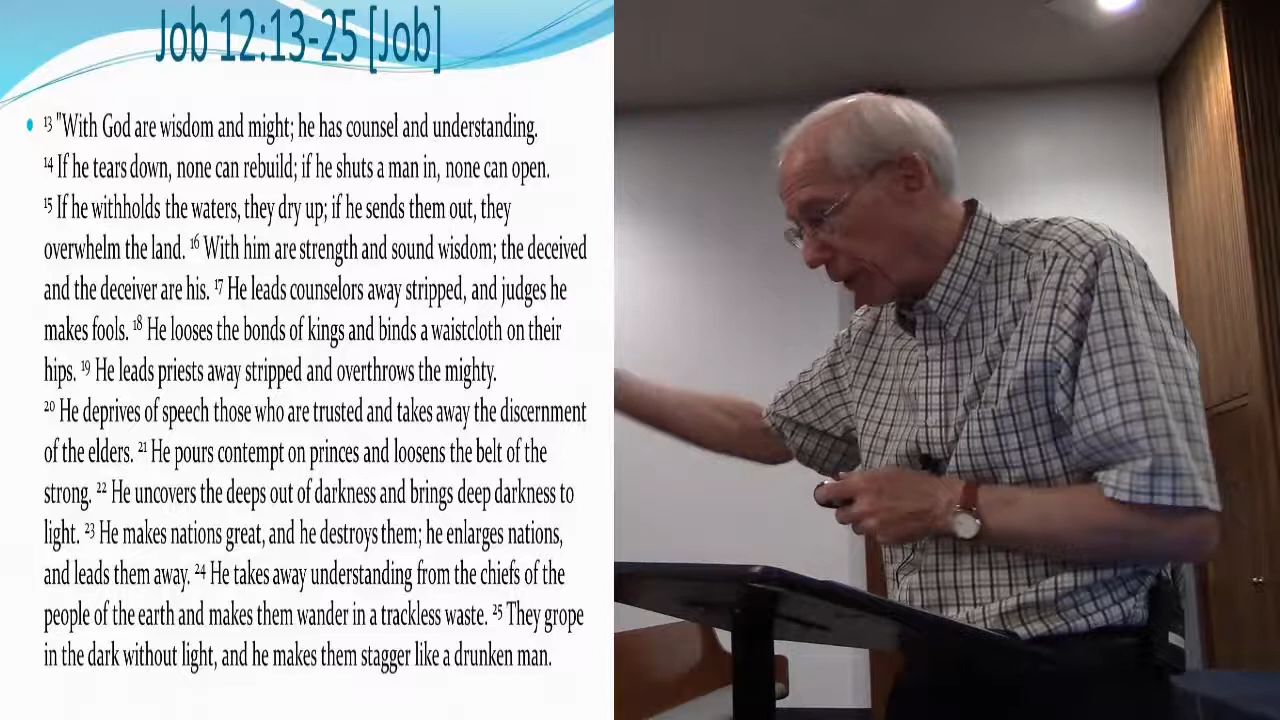 Job 12:13-25 [Job]
• ¹³ "With God are wisdom and might; he has counsel and understanding.
¹⁴ If he tears down, none can rebuild; if he shuts a man in, none can open.
¹⁵ If he withholds the waters, they dry up; if he sends them out, they
overwhelm the land. ¹⁶ With him are strength and sound wisdom; the deceived
and the deceiver are his. ¹⁷ He leads counselors away stripped, and judges he
makes fools. ¹⁸ He looses the bonds of kings and binds a waistcloth on their
hips. ¹⁹ He leads priests away stripped and overthrows the mighty.
²⁰ He deprives of speech those who are trusted and takes away the discernment
of the elders. ²¹ He pours contempt on princes and loosens the belt of the
strong. ²² He uncovers the deeps out of darkness and brings deep darkness to
light. ²³ He makes nations great, and he destroys them; he enlarges nations,
and leads them away. ²⁴ He takes away understanding from the chiefs of the
people of the earth and makes them wander in a trackless waste. ²⁵ They grope
in the dark without light, and he makes them stagger like a drunken man.